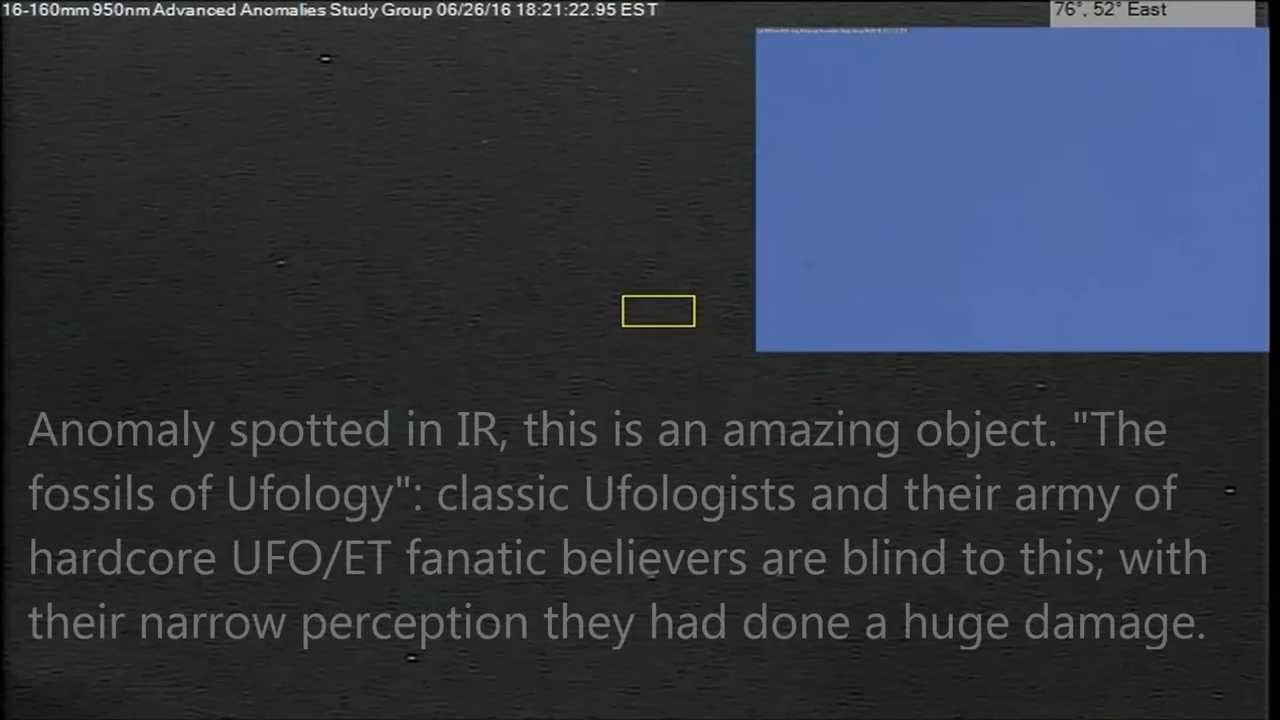 16-160mm 950nm Advanced Anomalies Study Group 06/26/16 18:21:22.95 EST
76°, 52° East
Anomaly spotted in IR, this is an amazing object. "The
fossils of Ufology": classic Ufologists and their army of
hardcore UFO/ET fanatic believers are blind to this; with
their narrow perception they had done a huge damage.